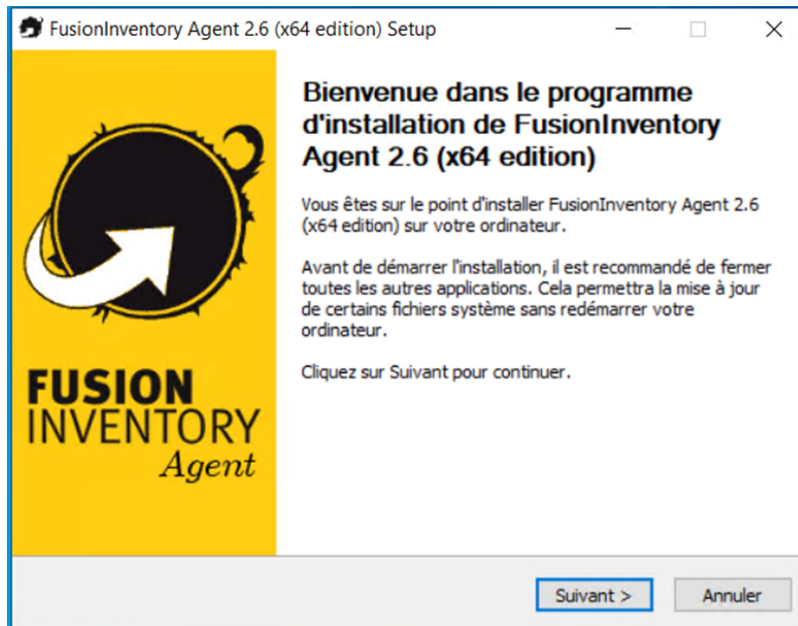 FusionInventory Agent 2.6 (x64 edition) Setup
Bienvenue dans le programme
d'installation de FusionInventory
Agent 2.6 (x64 edition)
Vous êtes sur le point d'installer FusionInventory Agent 2.6
(x64 edition) sur votre ordinateur.
Avant de démarrer l'installation, il est recommandé de fermer
toutes les autres applications. Cela permettra la mise à jour
de certains fichiers système sans redémarrer votre
ordinateur.
Cliquez sur Suivant pour continuer.
FUSION
INVENTORY
Agent
Suivant >
Annuler